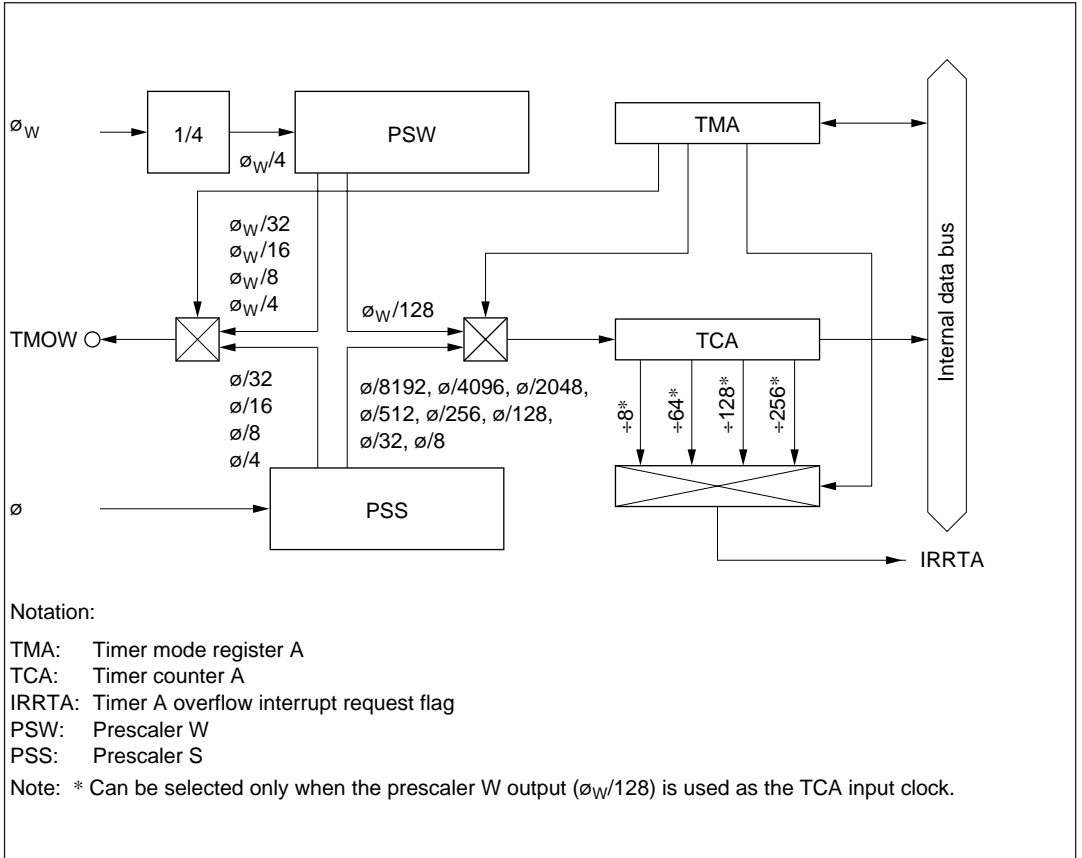 øW
1/4
øW/4
PSW
TMA
øW/32
øW/16
øW/8
øW/4
øW/128
TMOW
TCA
Internal data bus
ø/32
ø/16
ø/8
ø/4
ø/8192, ø/4096, ø/2048,
ø/512, ø/256, ø/128,
ø/32, ø/8
÷8*
÷64*
÷128*
÷256*
ø
PSS
IRRTA
Notation:
TMA: Timer mode register A
TCA: Timer counter A
IRRTA: Timer A overflow interrupt request flag
PSW: Prescaler W
PSS: Prescaler S
Note: * Can be selected only when the prescaler W output (øW/128) is used as the TCA input clock.